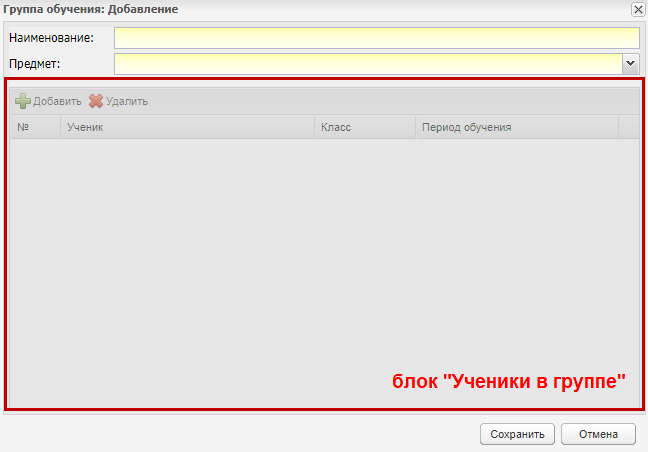 Группа обучения: Добавление
Наименование:
Предмет:
Добавить Удалить
№ Ученик Класс Период обучения
блок "Ученики в группе"
Сохранить Отмена